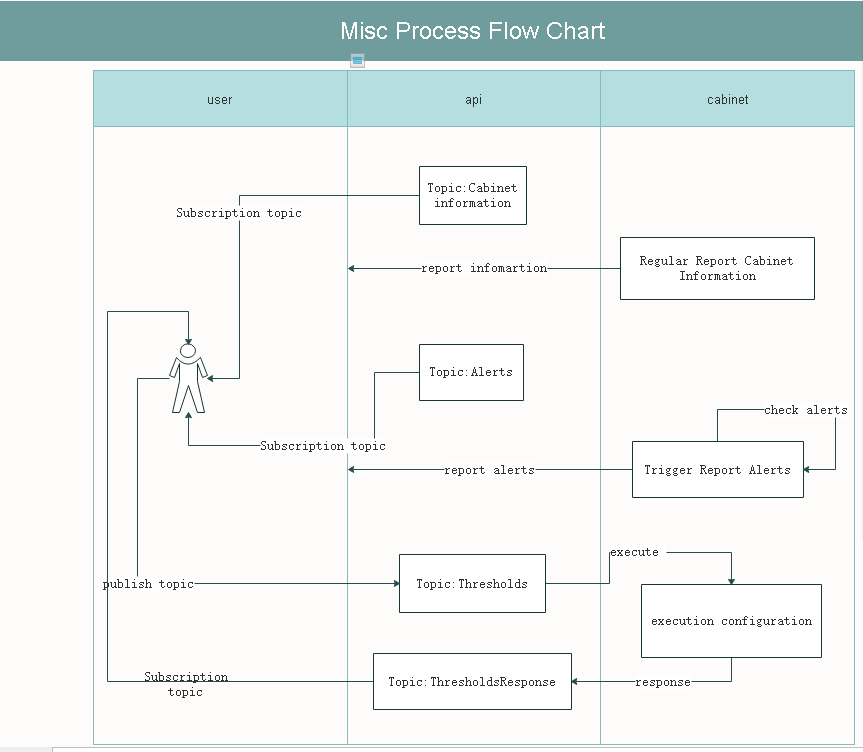 Misc Process Flow Chart
user
api
cabinet
Topic:Cabinet
information
Subscription topic
Regular Report Cabinet
Information
report infomartion
Topic:Alerts
check alerts
Subscription topic
report alerts
Trigger Report Alerts
execute
publish topic
Topic:Thresholds
execution configuration
Subscription
topic
Topic:ThresholdsResponse
response